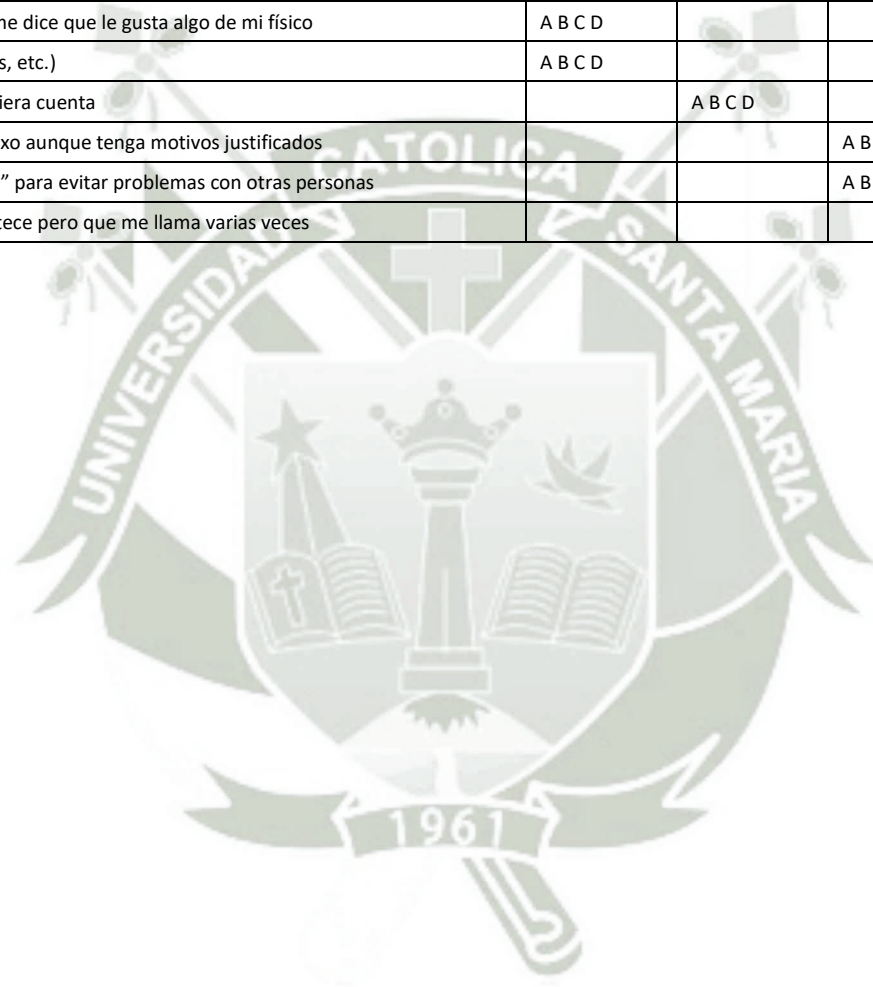 me dice que le gusta algo de mi físico A B C D
s, etc.) A B C D
iera cuenta A B C D
xo aunque tenga motivos justificados A B
” para evitar problemas con otras personas A B
tece pero que me llama varias veces
UNIVERSIDAD CATOLICA SANTA MARIA
1961